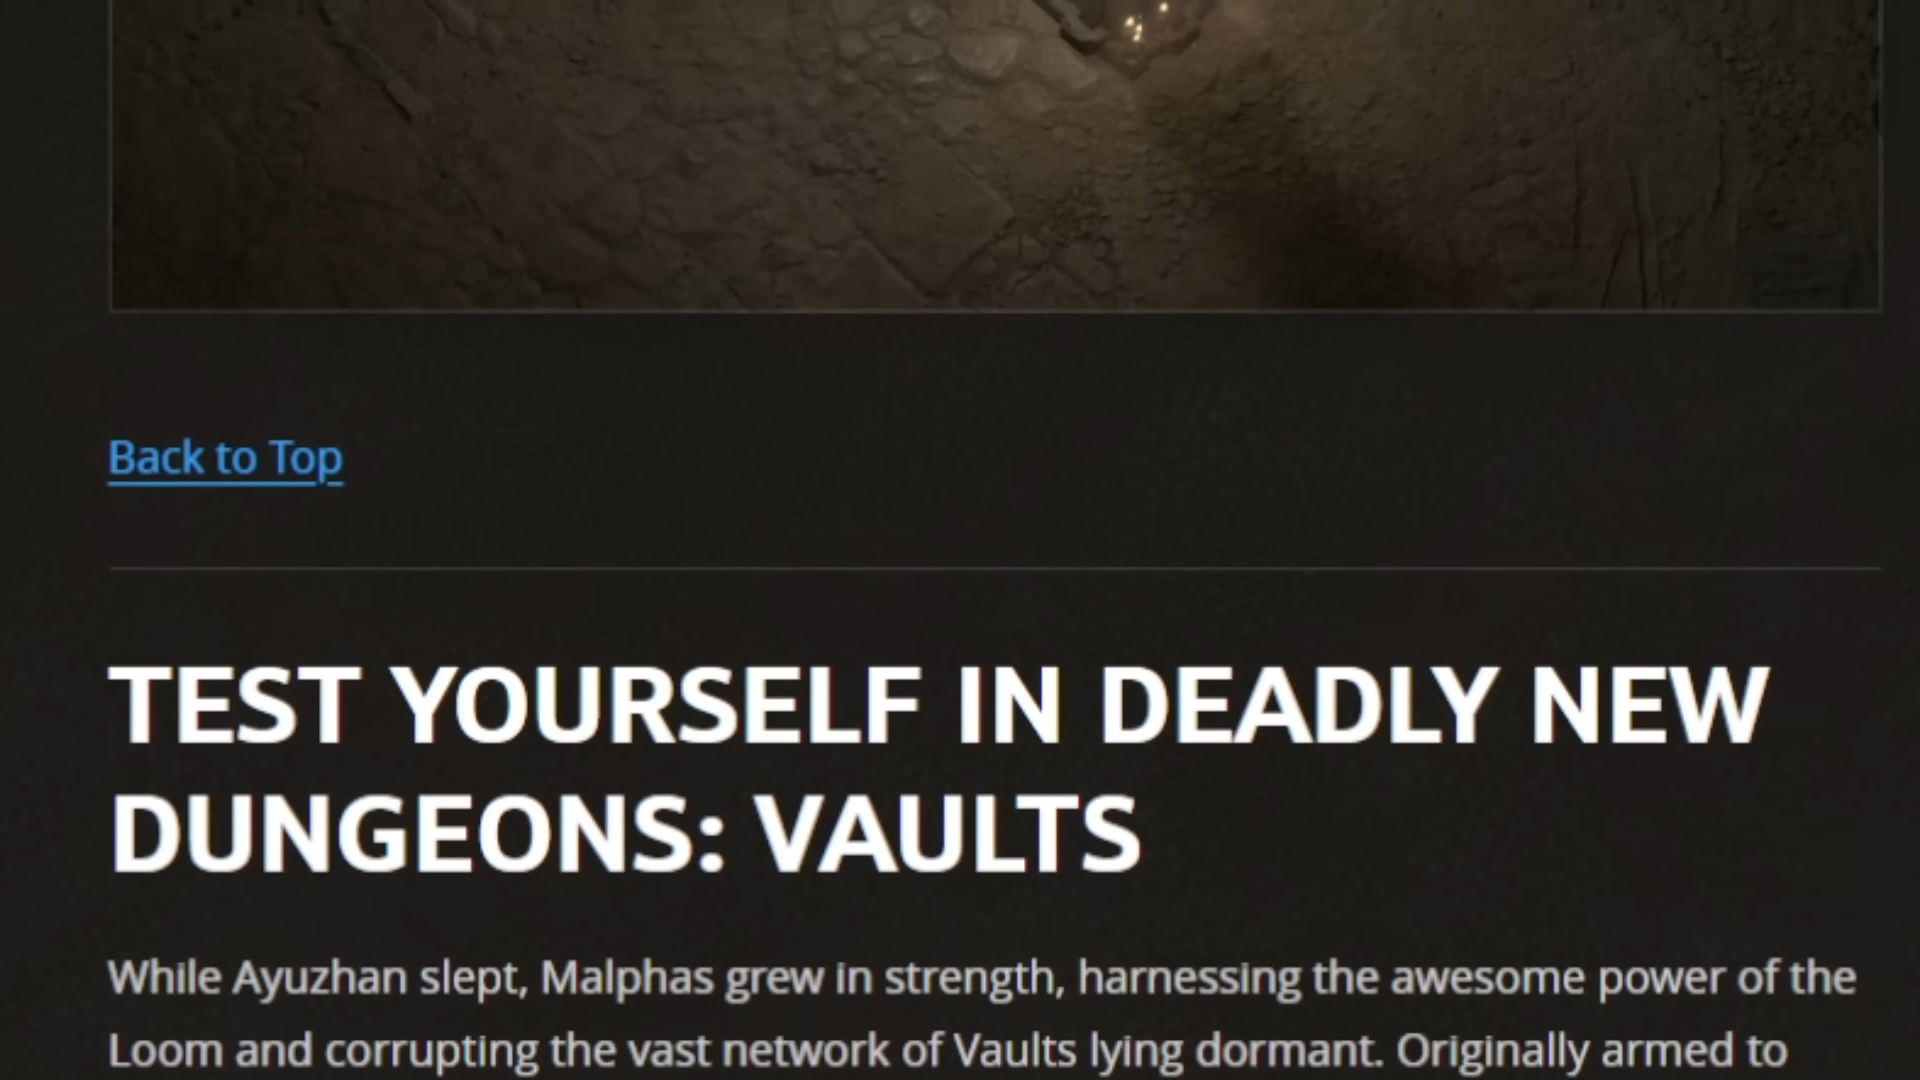 Back to Top
TEST YOURSELF IN DEADLY NEW
DUNGEONS: VAULTS
While Ayuzhan slept, Malphas grew in strength, harnessing the awesome power of the
Loom and corrupting the vast network of Vaults lying dormant. Originally armed to